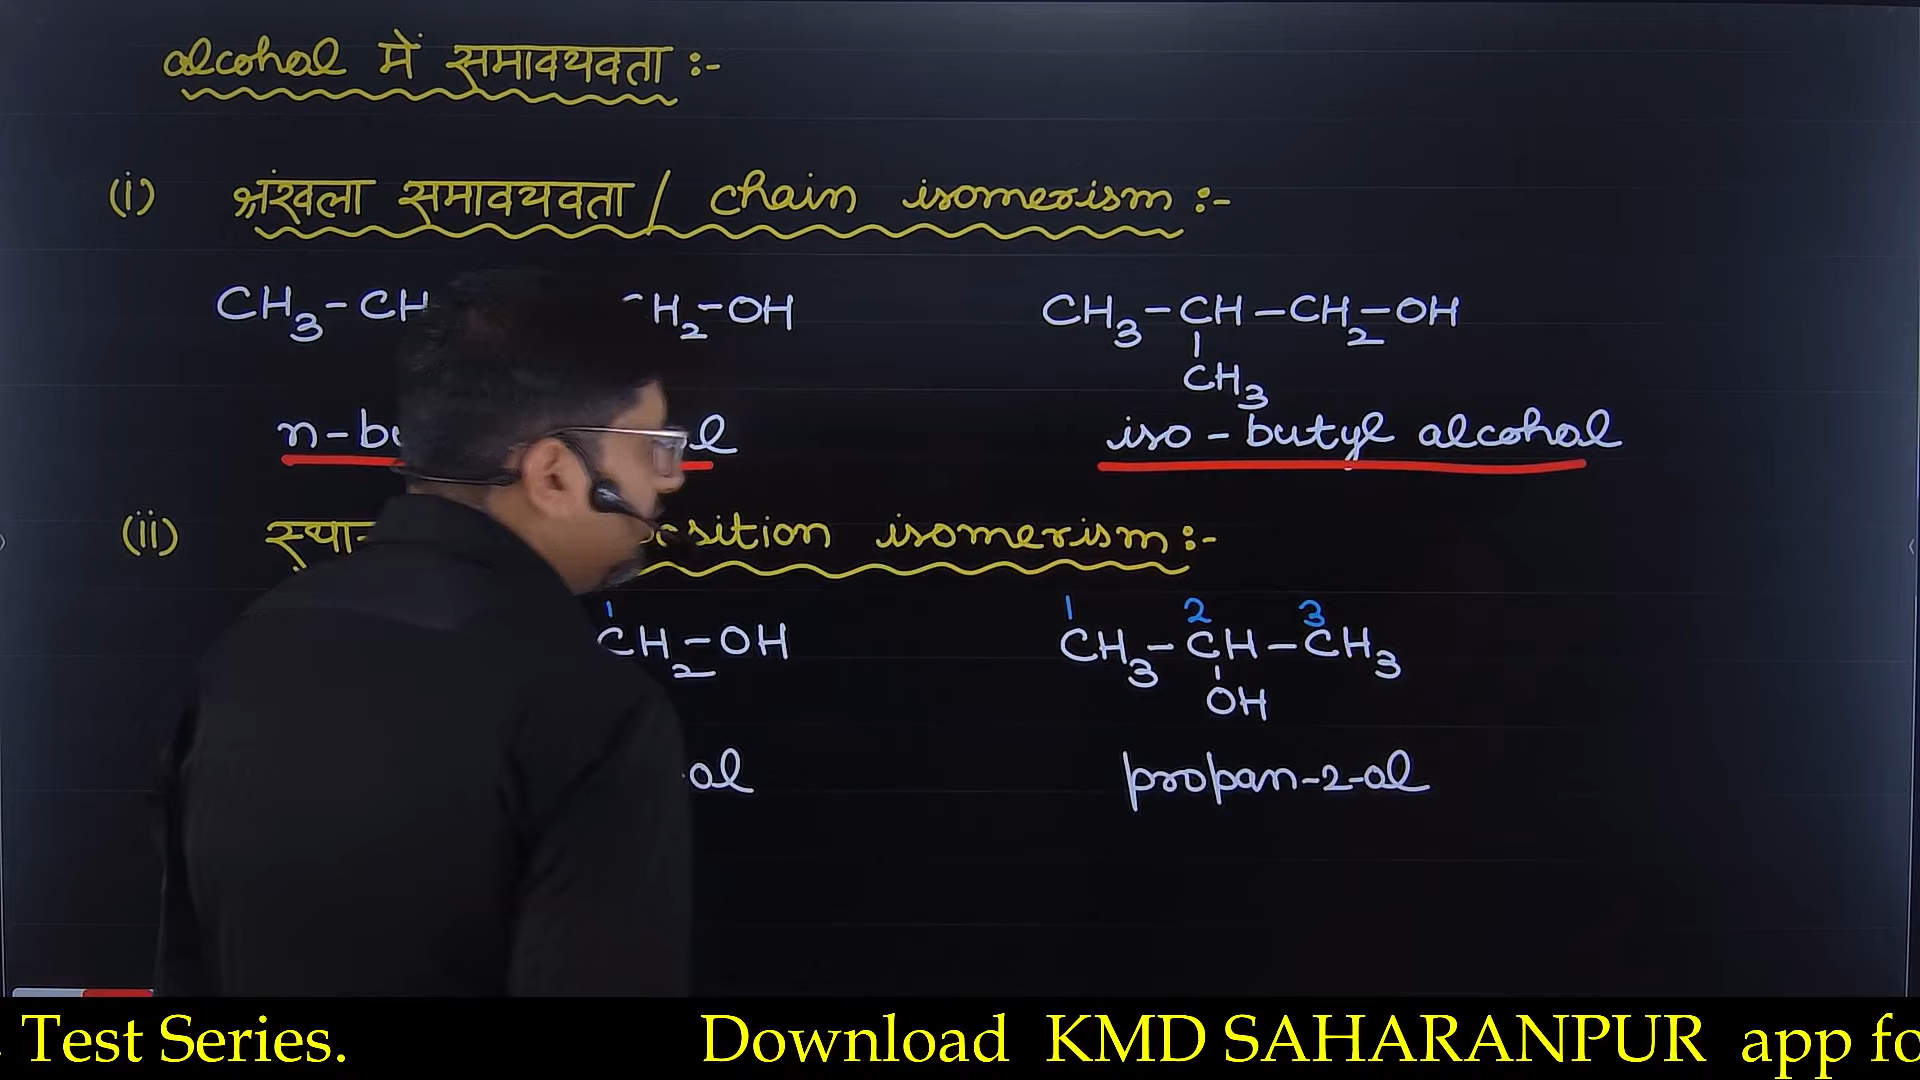 alcohol में समावयवता :-
(i) श्रंखला समावयवता / chain isomerism :-
CH3-CH H2-OH CH3-CH-CH2-OH
CH3
n- iso-butyl alcohol
(ii) isomerism :-
1 1 2 3
CH2-OH CH3-CH-CH3
OH
ol propan-2-ol
Test Series. Download KMD SAHARANPUR app